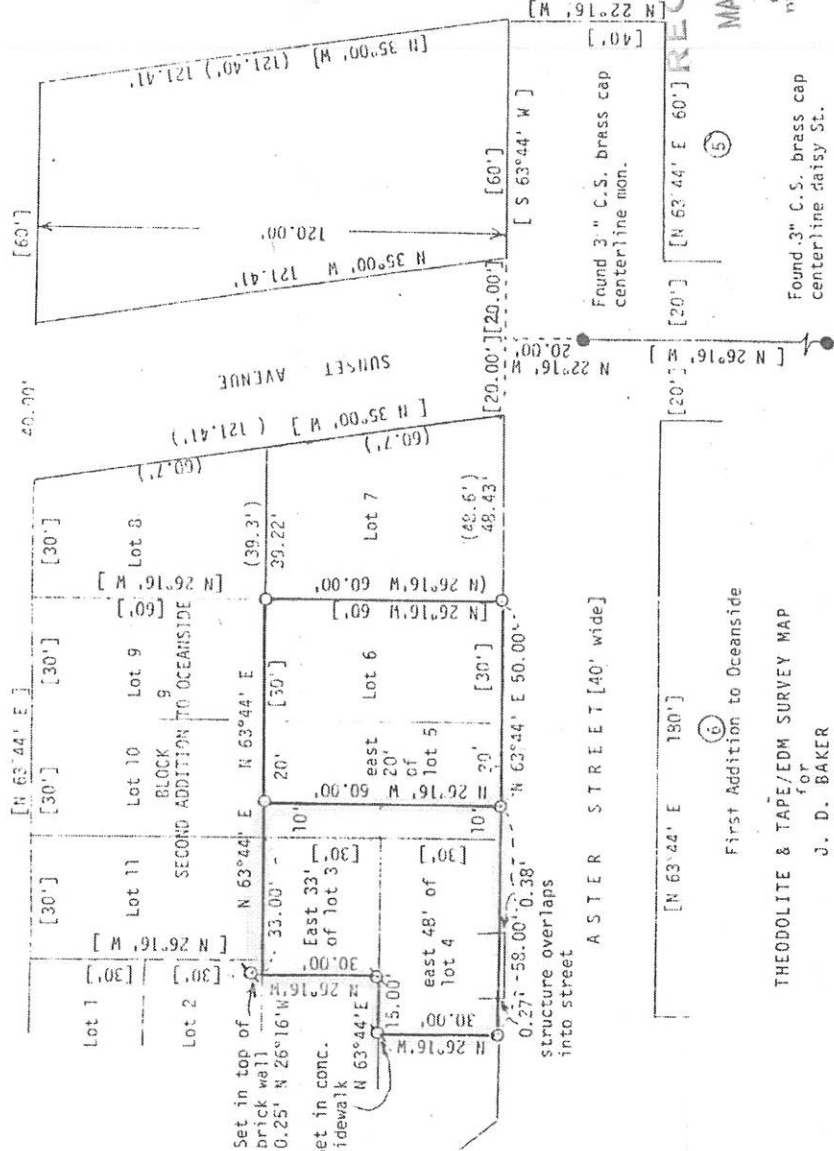 [N 63°44' E ]
[30']
[30']
[30']
[30']
40.00'
[60']
Lot 1
Lot 2
[30']
[30']
Lot 11
Lot 10
Lot 9
Lot 8
BLOCK
9
SECOND ADDITION TO OCEANSIDE
[ N 26°16' W ]
[60']
[N 26°16' W ]
(60.7')
[ N 35°00' W ] ( 121.41')
SUNSET AVENUE
N 35°00' W 121.41'
120.00'
[N 35°00' W] (121.40') 121.41'
Set in top of
brick wall
0.25' N 26°16'W
et in conc.
idewalk
N 63°44'E
15.00'
N 63°44' E
N 63°44' E
33.00'
10'
20'
[30']
(39.3')
39.22'
East 33'
of lot 3
[30']
N 26°16'W
30.00'
east
20'
of
lot 5
Lot 6
Lot 7
(60.7')
N 26°16' W 60.00'
[N 26°16' W 60']
(N 26°16'W 60.00'
east 48' of
lot 4
[30']
N 26°16'W
30.00'
10'
20'
[30']
(48.6')
48.43'
[20.00']
[20.00']
[60']
[ S 63°44' W ]
0.27'
58.00'
0.38'
N 63°44' E 50.00'
structure overlaps
into street
N 22°16' W
20.00'
Found 3" C.S. brass cap
centerline mon.
[40']
[N 22°16' W]
ASTER STREET [40' wide]
[N 63°44' E 180']
[20']
[20']
[N 63°44' E 60']
[ N 26°16' W ]
6
5
First Addition to Oceanside
Found 3" C.S. brass cap
centerline daisy St.
THEODOLITE & TAPE/EDM SURVEY MAP
for
J. D. BAKER
REC
MA